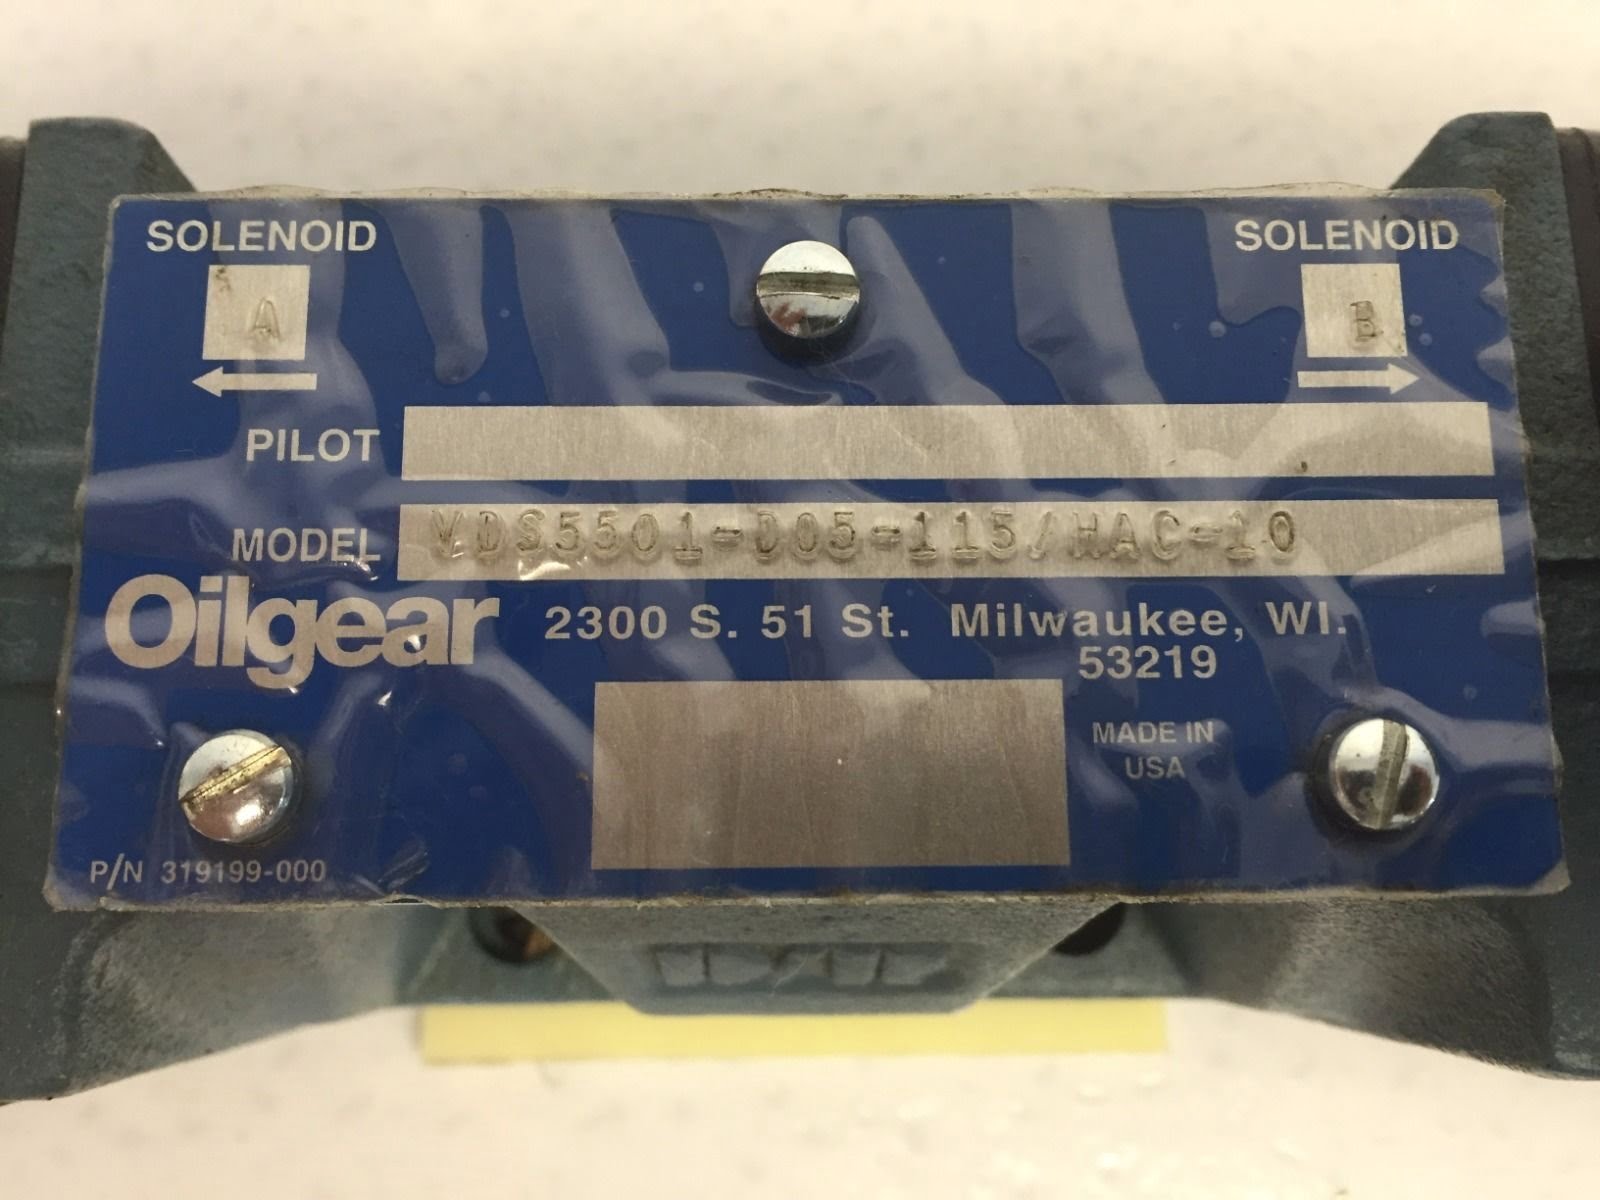 SOLENOID
SOLENOID
A
B
PILOT
MODEL VDS5501-D05-115/HAC-10
Oilgear 2300 S. 51 St. Milwaukee, WI.
53219
MADE IN
USA
P/N 319199-000